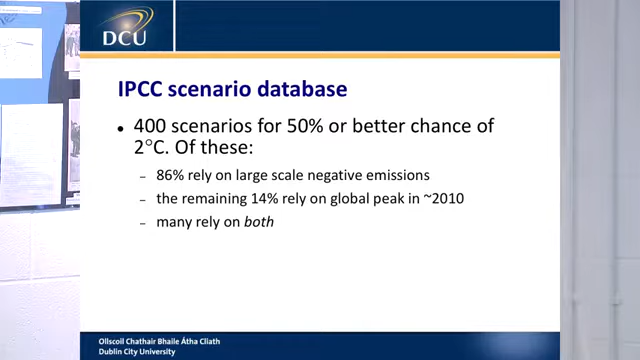 DCU
IPCC scenario database
• 400 scenarios for 50% or better chance of
2°C. Of these:
– 86% rely on large scale negative emissions
– the remaining 14% rely on global peak in ~2010
– many rely on both
Ollscoil Chathair Bhaile Átha Cliath
Dublin City University